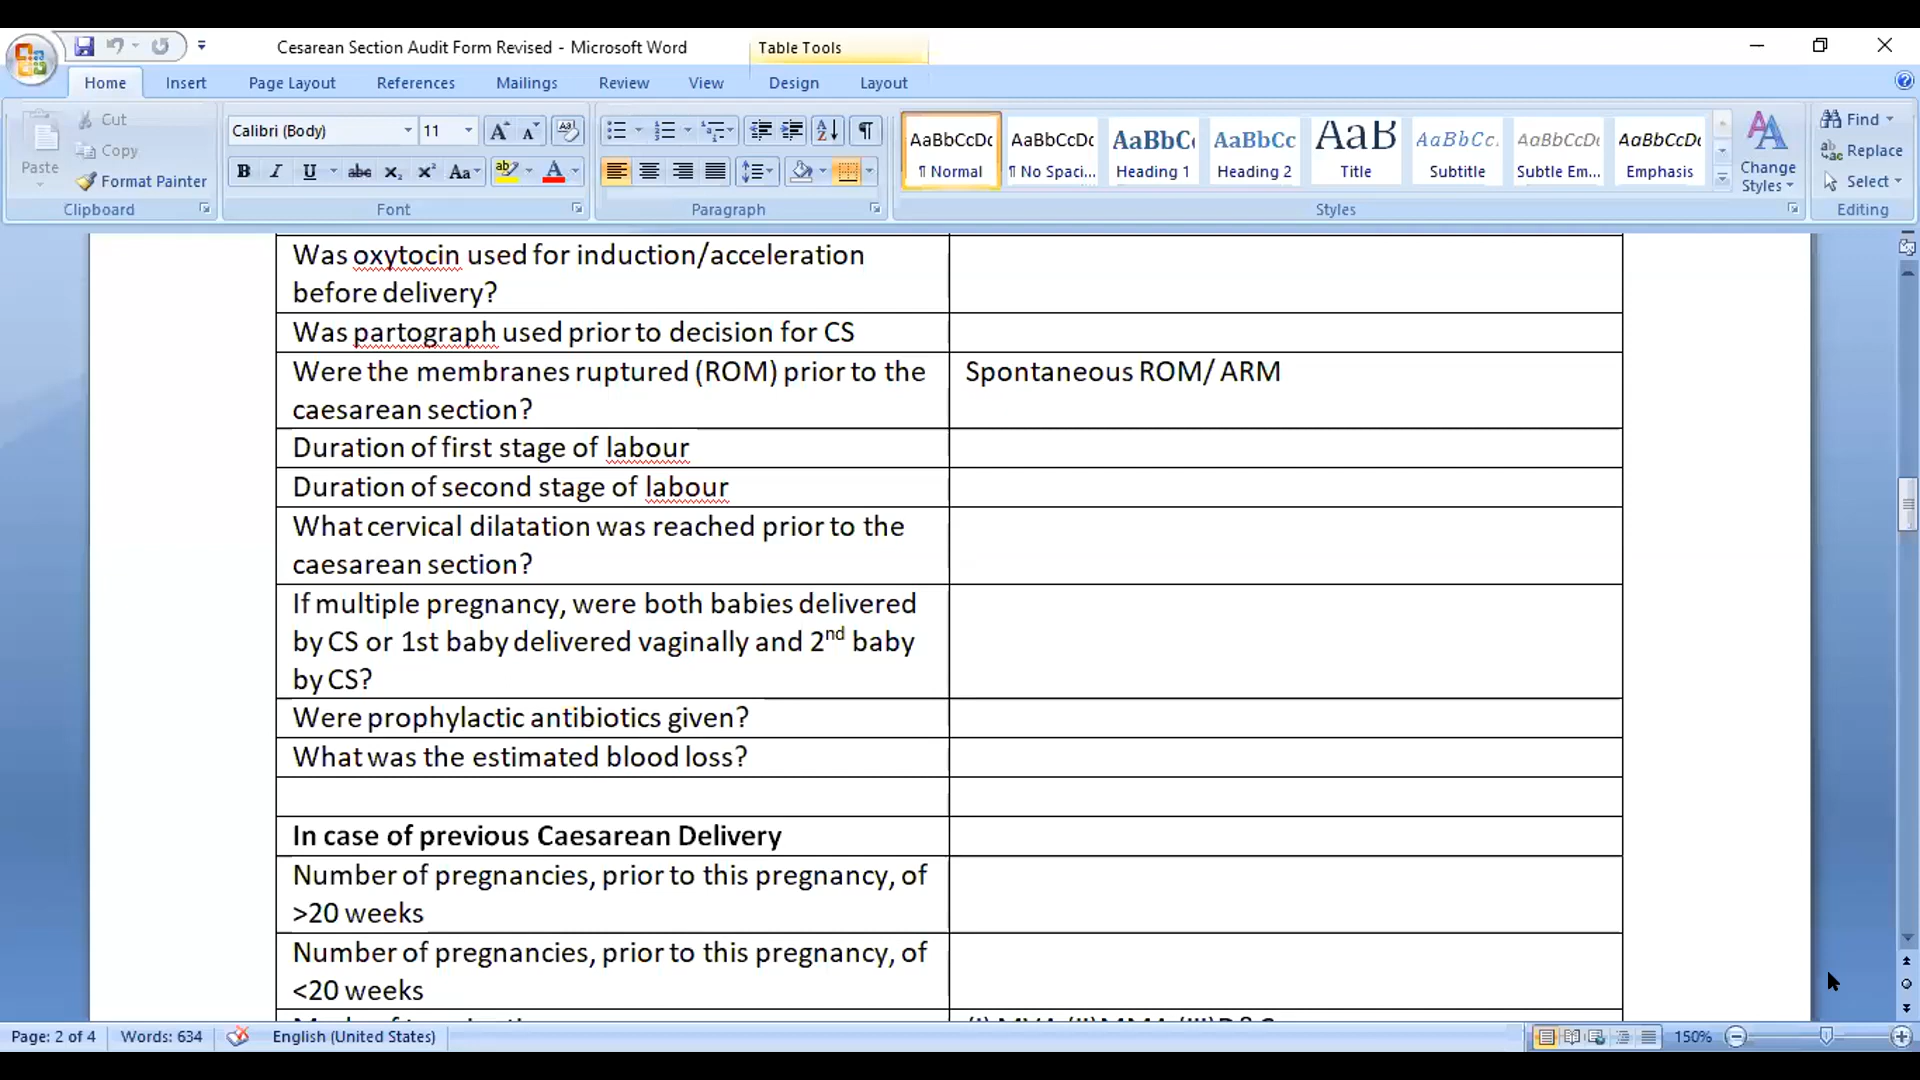 Cesarean Section Audit Form Revised - Microsoft Word
Table Tools
Home Insert Page Layout References Mailings Review View Design Layout
Paste
Cut
Copy
Format Painter
Clipboard
Calibri (Body) 11
Font
Paragraph
AaBbCcDc AaBbCcDc AaBbC AaBbCc AaB AaBbCc. AaBbCcDc AaBbCcDc
¶ Normal ¶ No Spaci... Heading 1 Heading 2 Title Subtitle Subtle Em... Emphasis
Change
Styles
Styles
Find
Replace
Select
Editing
Was oxytocin used for induction/acceleration
before delivery?
Was partograph used prior to decision for CS
Were the membranes ruptured (ROM) prior to the
caesarean section?
Spontaneous ROM/ ARM
Duration of first stage of labour
Duration of second stage of labour
What cervical dilatation was reached prior to the
caesarean section?
If multiple pregnancy, were both babies delivered
by CS or 1st baby delivered vaginally and 2nd baby
by CS?
Were prophylactic antibiotics given?
What was the estimated blood loss?
In case of previous Caesarean Delivery
Number of pregnancies, prior to this pregnancy, of
>20 weeks
Number of pregnancies, prior to this pregnancy, of
<20 weeks
Page: 2 of 4 Words: 634 English (United States) 150%